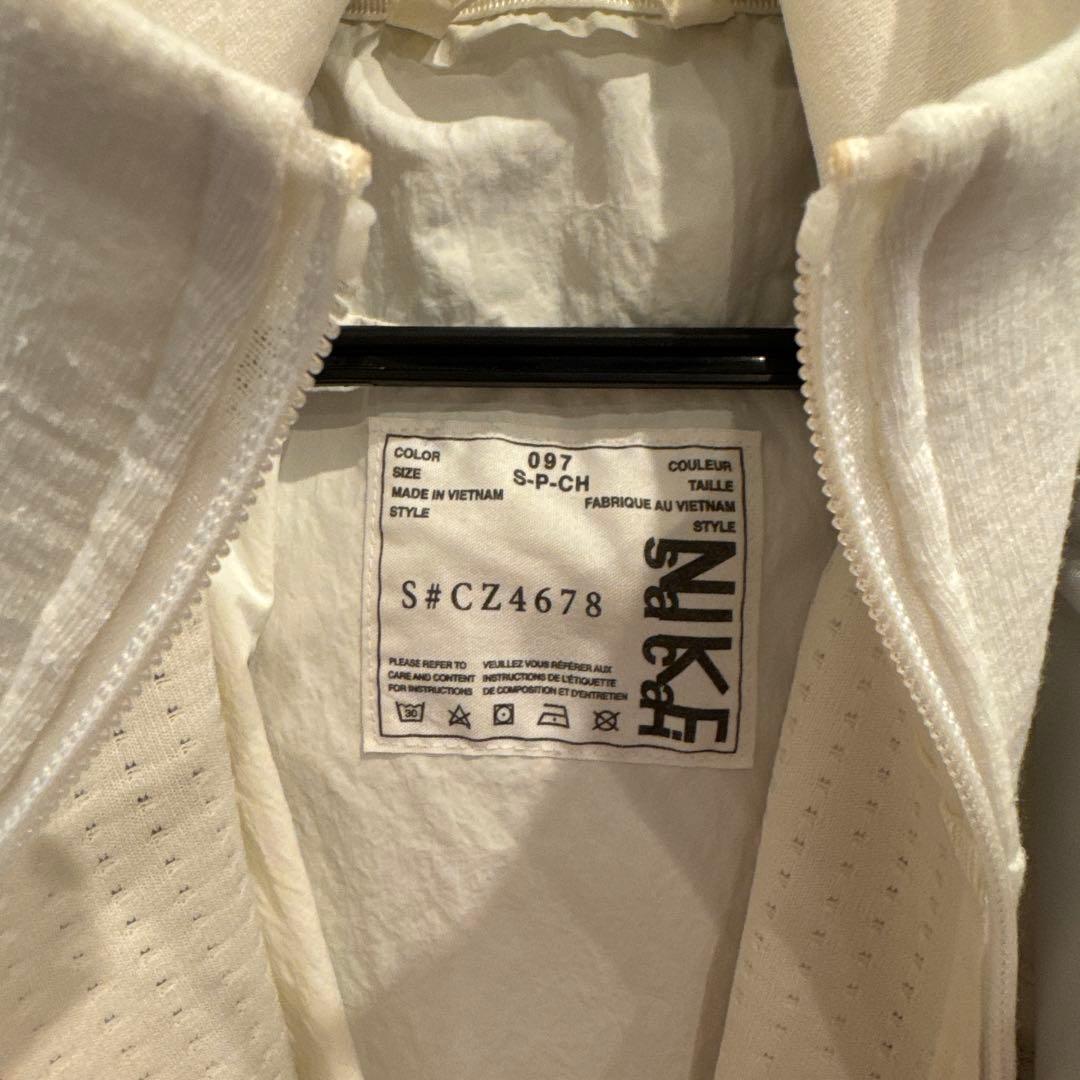 COLOR 097 COULEUR
SIZE S-P-CH TAILLE
MADE IN VIETNAM FABRIQUE AU VIETNAM
STYLE STYLE
S#CZ4678
NIKE
sacai
PLEASE REFER TO VEUILLEZ VOUS RÉFÉRER AUX
CARE AND CONTENT INSTRUCTIONS DE L'ÉTIQUETTE
FOR INSTRUCTIONS DE COMPOSITION ET D'ENTRETIEN
30